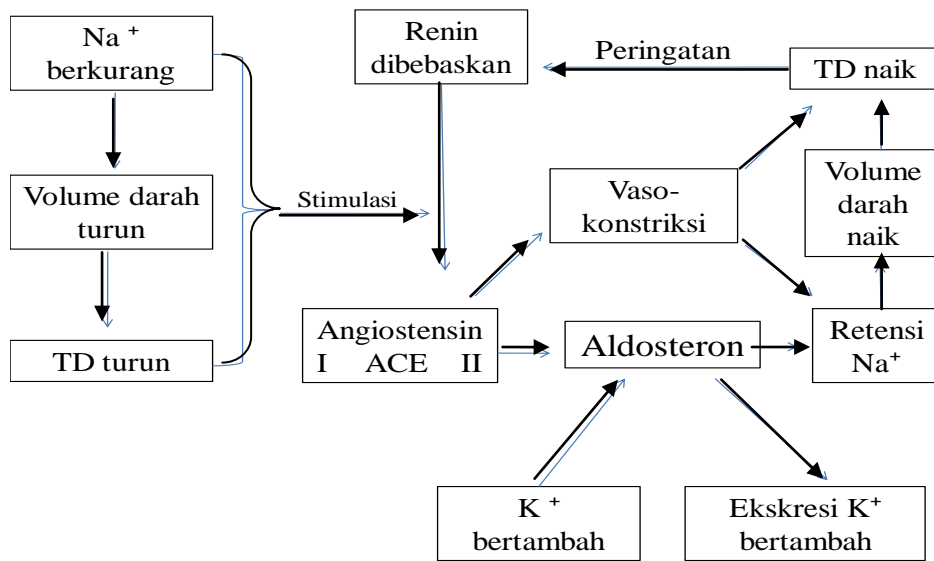 Na +
berkurang
Volume darah
turun
TD turun
Stimulasi
Renin
dibebaskan
Peringatan
TD naik
Vaso-
konstriksi
Volume
darah
naik
Angiostensin
I ACE II
Aldosteron
Retensi
Na+
K +
bertambah
Ekskresi K+
bertambah